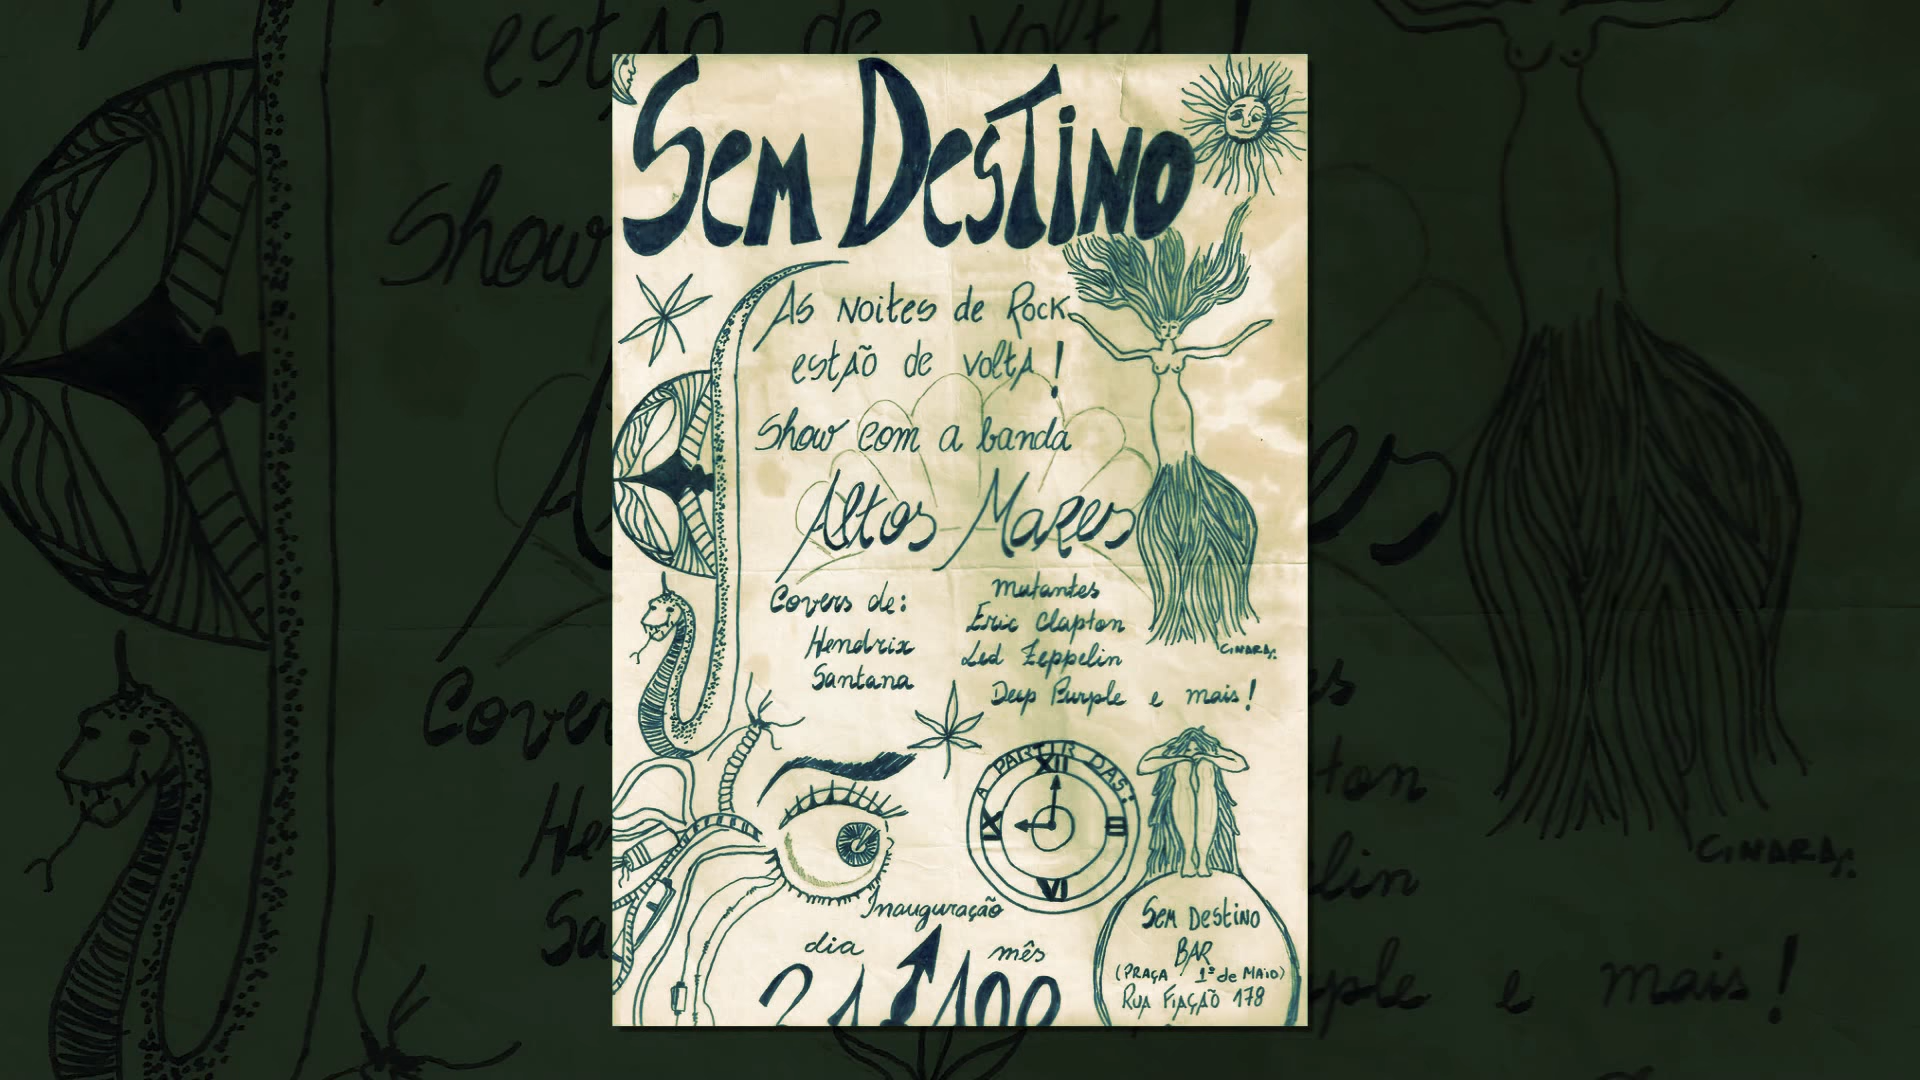 Sem Destino
As Noites de Rock
estão de volta!
Show com a banda
Altos Mares
Covers de:
Hendrix
Santana
Mutantes
Eric Clapton
Led Zeppelin
Deep Purple e mais!
CINARA
A PARTIR DAS:
XII
IX III
VI
Inauguração
dia mês
Sem Destino
BAR
(PRAÇA 1º de MAIO)
RUA FIAÇÃO 178